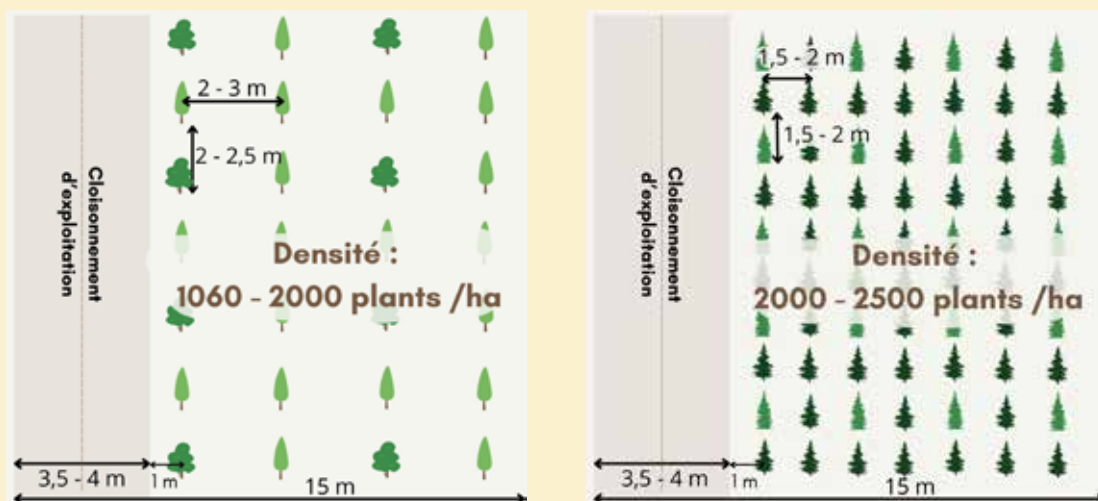 2 - 3 m
2 - 2,5 m
Cloisonnement
d'exploitation
Densité :
1060 - 2000 plants /ha
3,5 - 4 m
1 m
15 m
1,5 - 2 m
1,5 - 2 m
Cloisonnement
d'exploitation
Densité :
2000 - 2500 plants /ha
3,5 - 4 m
1 m
15 m